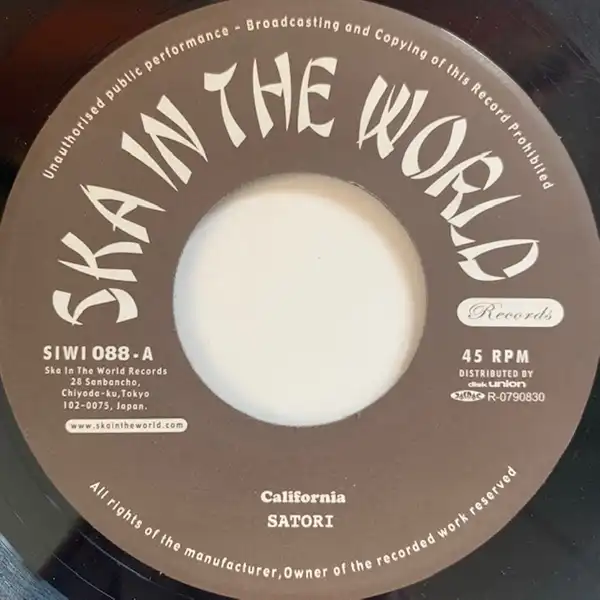 Unauthorised public performance - Broadcasting and Copying of this Record Prohibited
SKA IN THE WORLD
Records
SIWI 088-A
Ska In The World Records
28 Sanbancho,
Chiyoda-ku,Tokyo
102-0075, Japan.
www.skaintheworld.com
45 RPM
DISTRIBUTED BY
disk union
R-0790830
California
SATORI
All rights of the manufacturer,Owner of the recorded work reserved